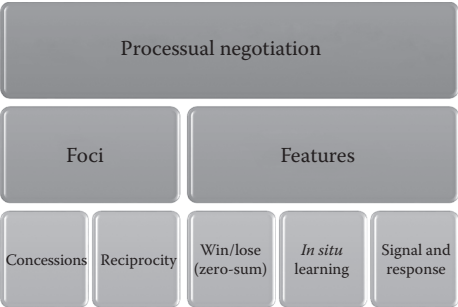 Processual negotiation
Foci
Features
Concessions
Reciprocity
Win/lose
(zero-sum)
In situ
learning
Signal and
response